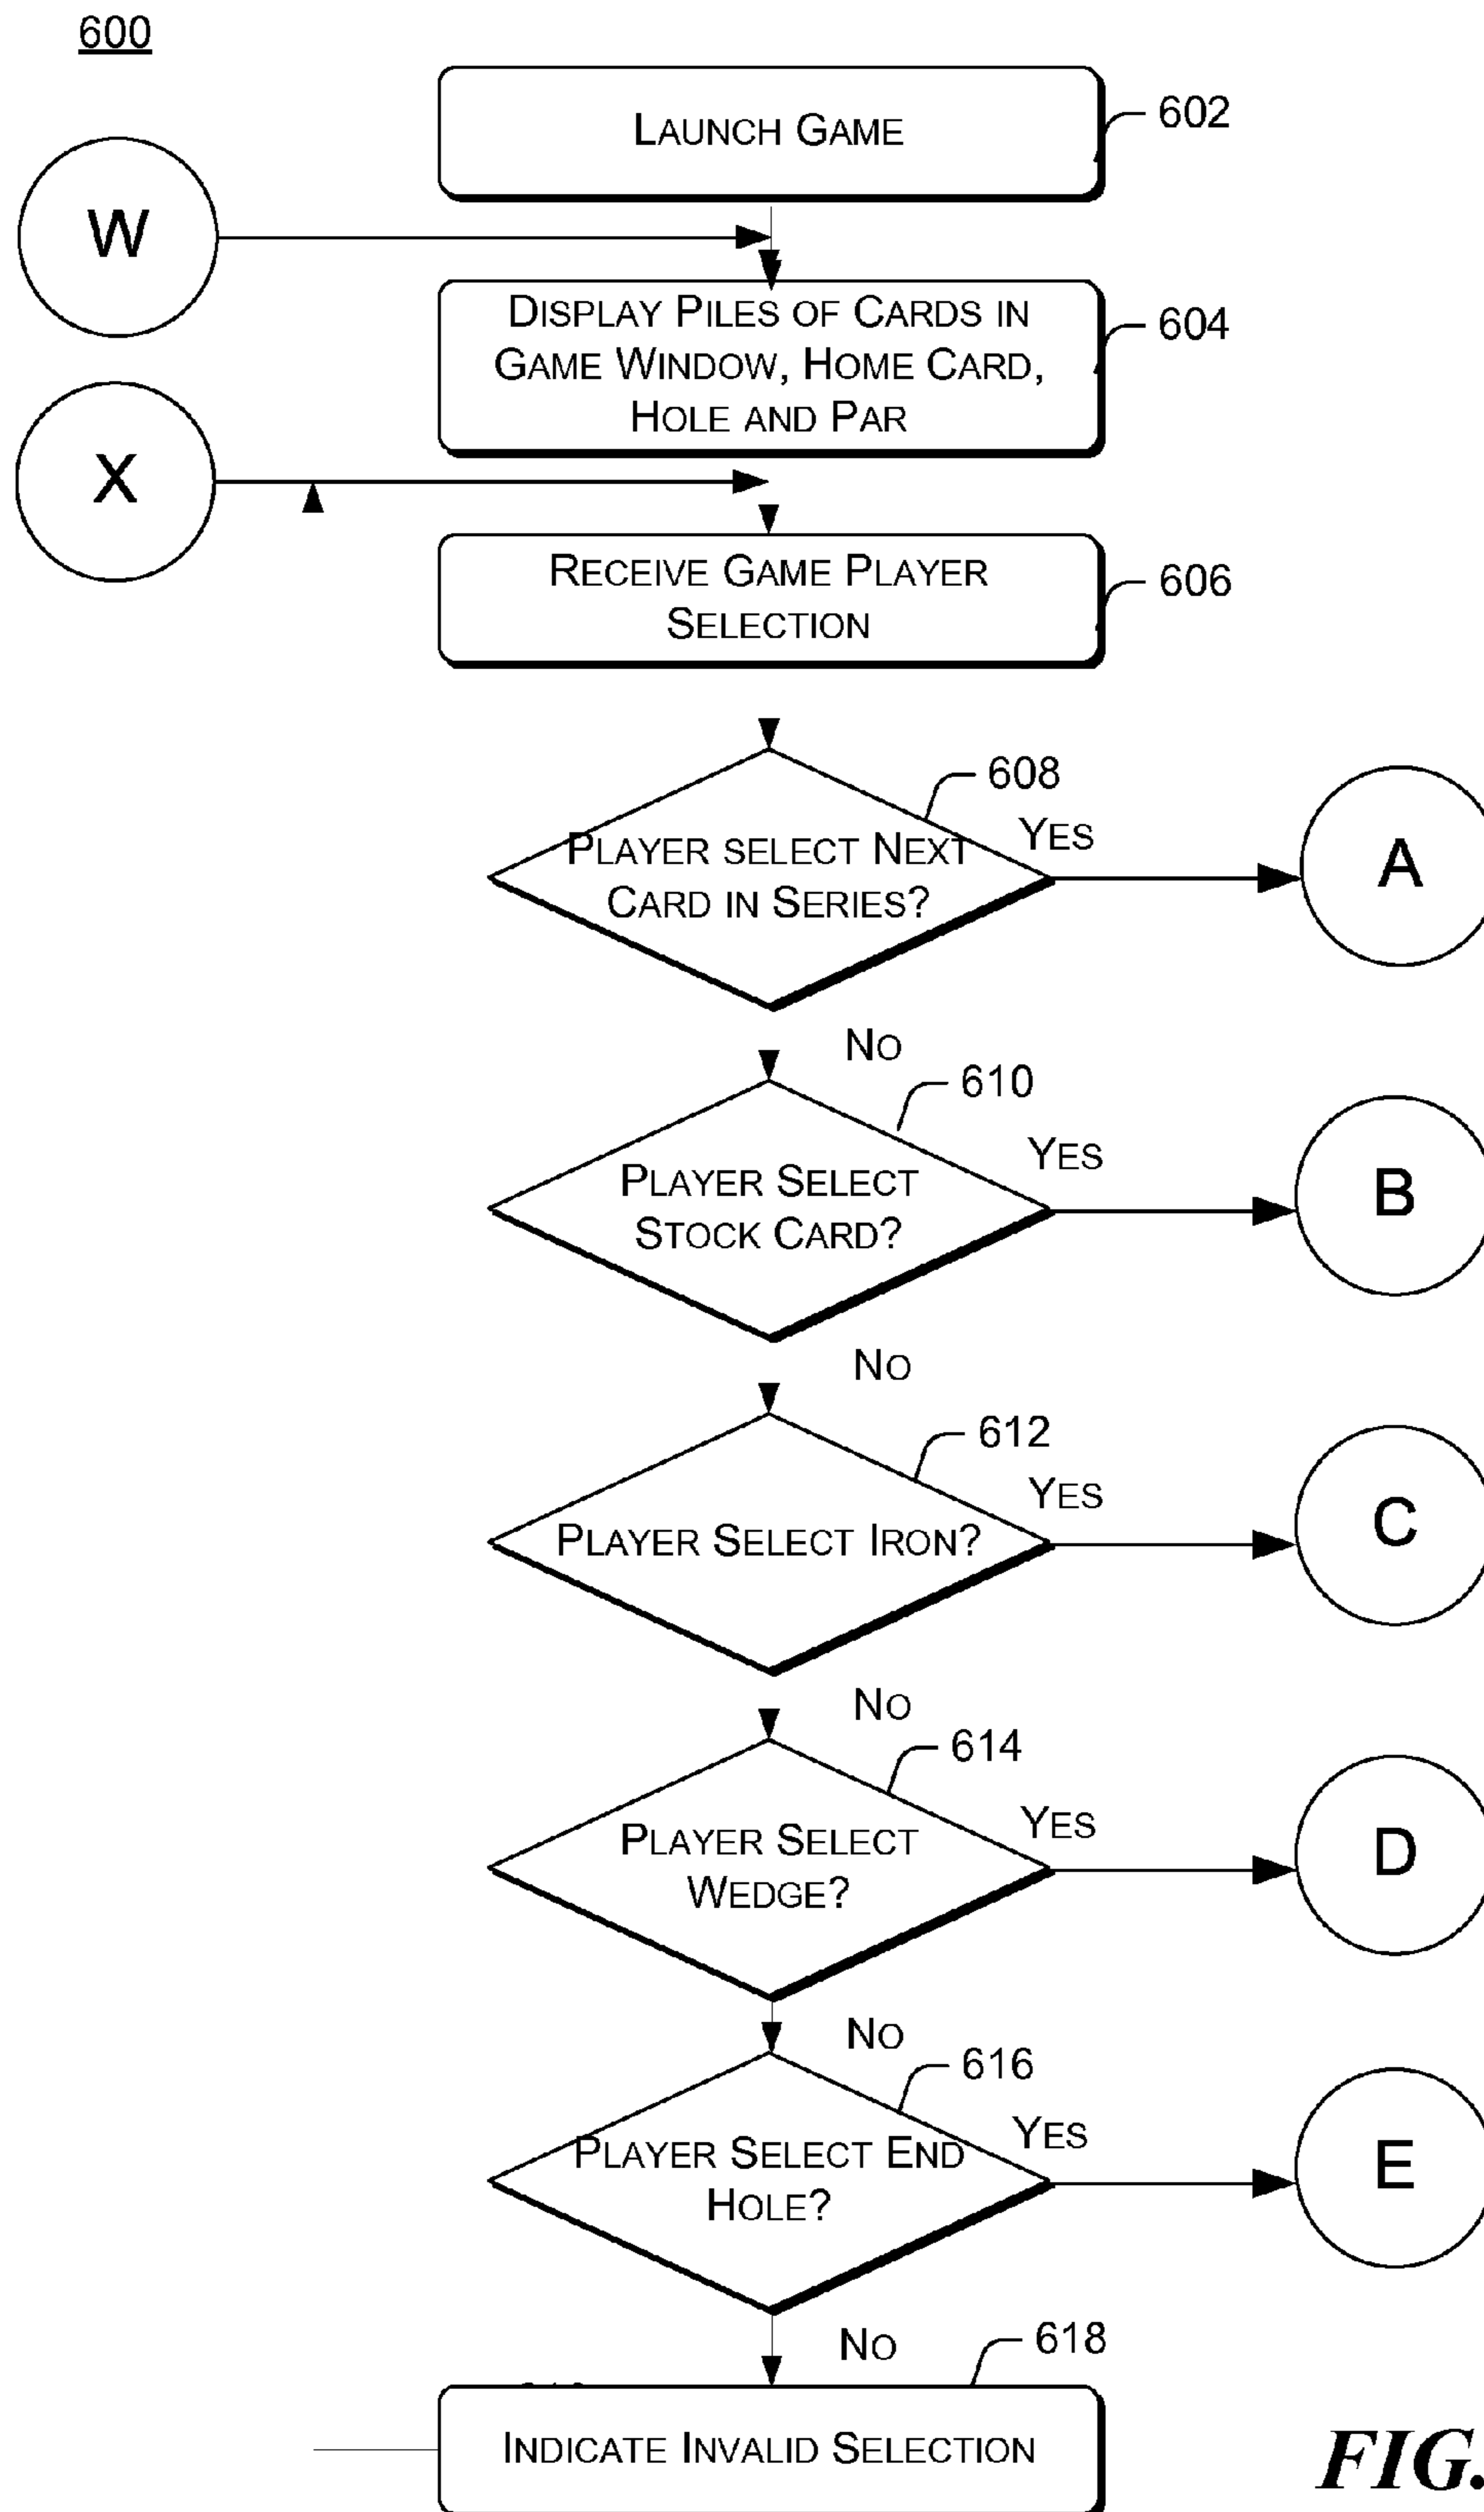 600
LAUNCH GAME
602
W
DISPLAY PILES OF CARDS IN
GAME WINDOW, HOME CARD,
HOLE AND PAR
604
X
RECEIVE GAME PLAYER
SELECTION
606
608
PLAYER SELECT NEXT
CARD IN SERIES?
YES
A
NO
610
PLAYER SELECT
STOCK CARD?
YES
B
NO
612
PLAYER SELECT IRON?
YES
C
NO
614
PLAYER SELECT
WEDGE?
YES
D
NO
616
PLAYER SELECT END
HOLE?
YES
E
NO
618
INDICATE INVALID SELECTION
FIG.